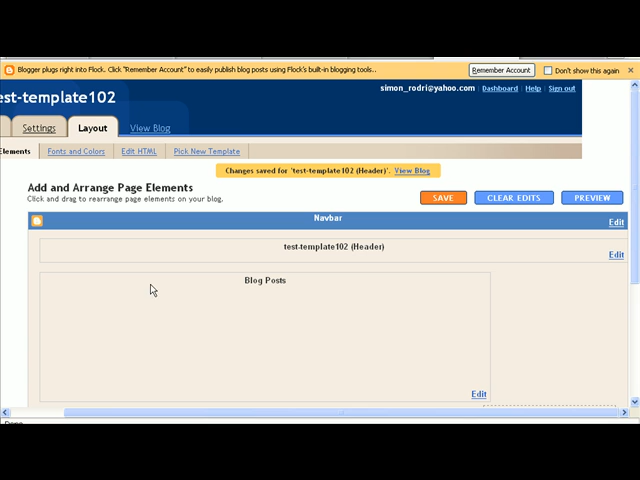 Blogger plugs right into Flock. Click "Remember Account" to easily publish blog posts using Flock's built-in blogging tools.. Remember Account Don't show this again
simon_rodri@yahoo.com Dashboard Help Sign out
est-template102
Settings Layout View Blog
Elements Fonts and Colors Edit HTML Pick New Template
Changes saved for 'test-template102 (Header)'. View Blog
Add and Arrange Page Elements
Click and drag to rearrange page elements on your blog.
SAVE CLEAR EDITS PREVIEW
Navbar
Edit
test-template102 (Header)
Edit
Blog Posts
Edit